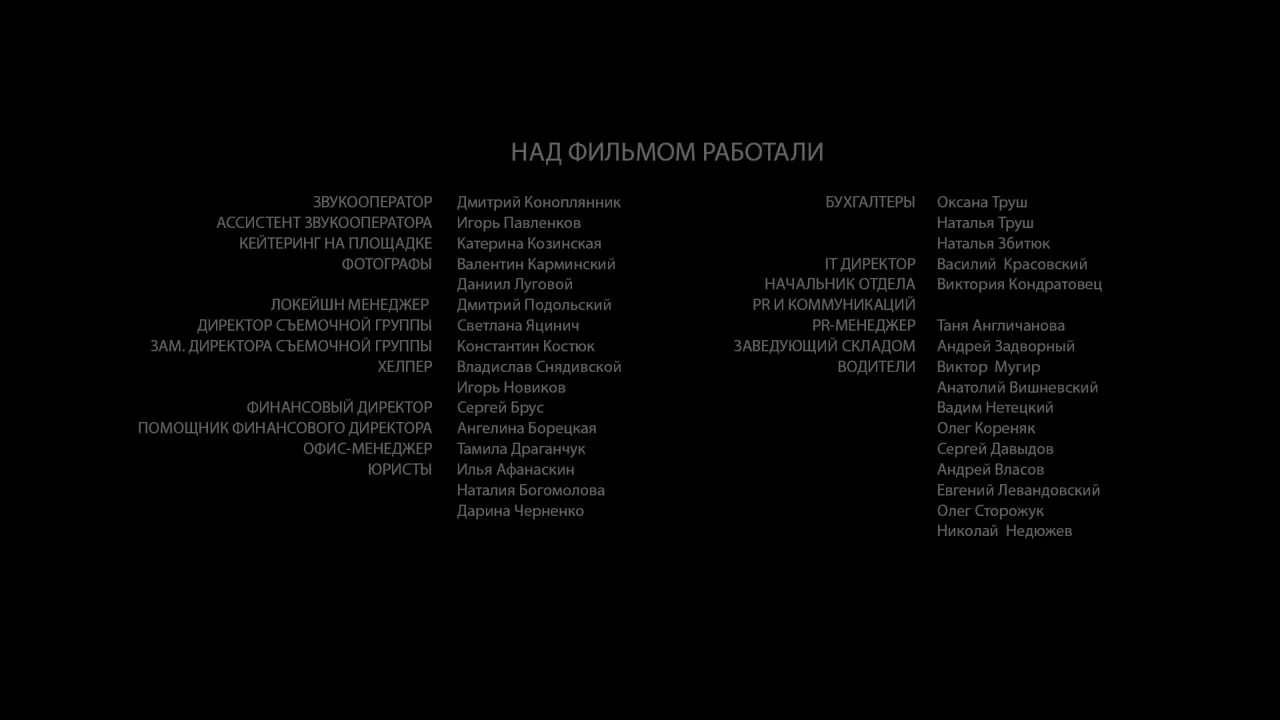 НАД ФИЛЬМОМ РАБОТАЛИ
ЗВУКООПЕРАТОР Дмитрий Коноплянник
АССИСТЕНТ ЗВУКООПЕРАТОРА Игорь Павленков
КЕЙТЕРИНГ НА ПЛОЩАДКЕ Катерина Козинская
ФОТОГРАФЫ Валентин Карминский
Даниил Луговой
ЛОКЕЙШН МЕНЕДЖЕР Дмитрий Подольский
ДИРЕКТОР СЪЕМОЧНОЙ ГРУППЫ Светлана Яцинич
ЗАМ. ДИРЕКТОРА СЪЕМОЧНОЙ ГРУППЫ Константин Костюк
ХЕЛПЕР Владислав Снядивской
Игорь Новиков
ФИНАНСОВЫЙ ДИРЕКТОР Сергей Брус
ПОМОЩНИК ФИНАНСОВОГО ДИРЕКТОРА Ангелина Борецкая
ОФИС-МЕНЕДЖЕР Тамила Драганчук
ЮРИСТЫ Илья Афанаскин
Наталия Богомолова
Дарина Черненко
БУХГАЛТЕРЫ Оксана Труш
Наталья Труш
Наталья Збитюк
IT ДИРЕКТОР Василий Красовский
НАЧАЛЬНИК ОТДЕЛА Виктория Кондратовец
PR И КОММУНИКАЦИЙ
PR-МЕНЕДЖЕР Таня Англичанова
ЗАВЕДУЮЩИЙ СКЛАДОМ Андрей Задворный
ВОДИТЕЛИ Виктор Мугир
Анатолий Вишневский
Вадим Нетецкий
Олег Кореняк
Сергей Давыдов
Андрей Власов
Евгений Левандовский
Олег Сторожук
Николай Недюжев